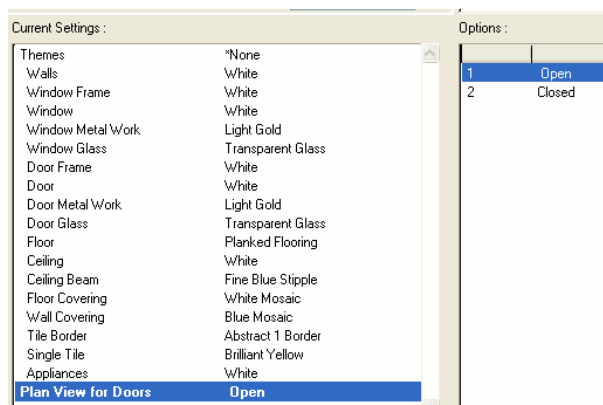 Current Settings :
Themes *None
Walls White
Window Frame White
Window White
Window Metal Work Light Gold
Window Glass Transparent Glass
Door Frame White
Door White
Door Metal Work Light Gold
Door Glass Transparent Glass
Floor Planked Flooring
Ceiling White
Ceiling Beam Fine Blue Stipple
Floor Covering White Mosaic
Wall Covering Blue Mosaic
Tile Border Abstract 1 Border
Single Tile Brilliant Yellow
Appliances White
Plan View for Doors Open
Options :
1 Open
2 Closed